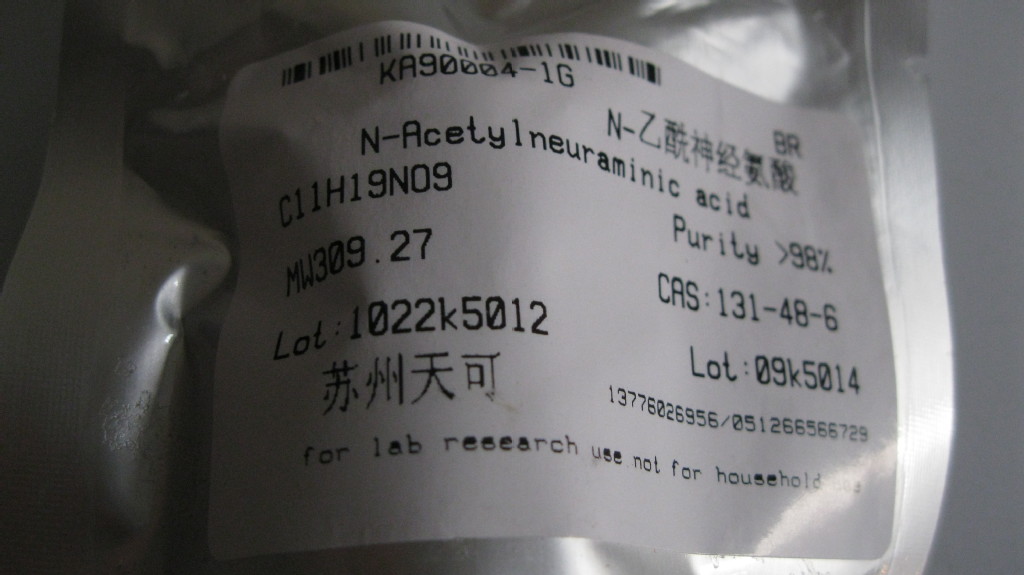 KA90004-1G
N-乙酰神经氨酸 BR
N-Acetylneuraminic acid
C11H19NO9
Purity >98%
MW309.27
CAS:131-48-6
Lot:1022k5012
Lot:09k5014
苏州天可
13776026956/051266566729
for lab research use not for household